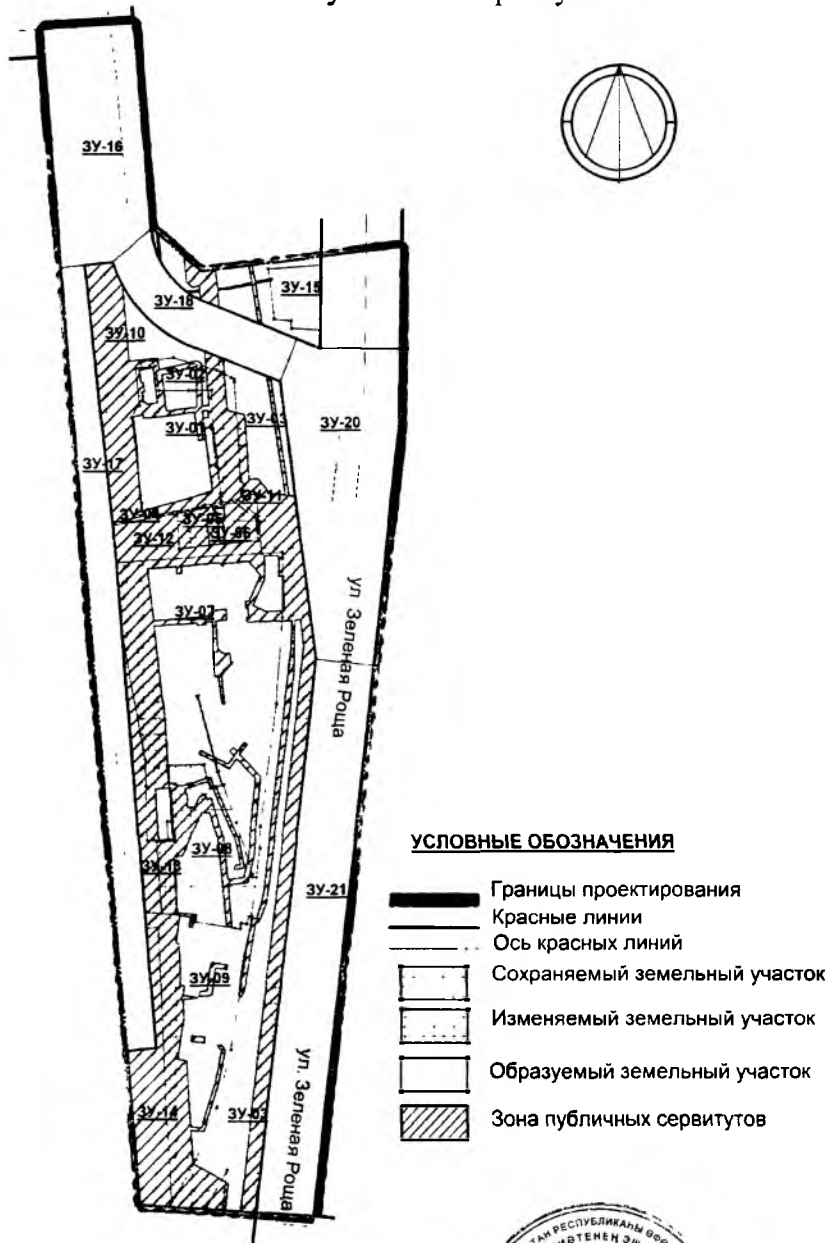 ЗУ-16
ЗУ-15
ЗУ-18
ЗУ-10
ЗУ-02
ЗУ-01
ЗУ-03
ЗУ-20
ЗУ-17
ЗУ-11
ЗУ-05
ЗУ-06
ЗУ-12
ЗУ-07
ул Зеленая Роща
ЗУ-08
ЗУ-13
ЗУ-21
ЗУ-09
ул. Зеленая Роща
ЗУ-14
ЗУ-03
УСЛОВНЫЕ ОБОЗНАЧЕНИЯ
Границы проектирования
Красные линии
Ось красных линий
Сохраняемый земельный участок
Изменяемый земельный участок
Образуемый земельный участок
Зона публичных сервитутов